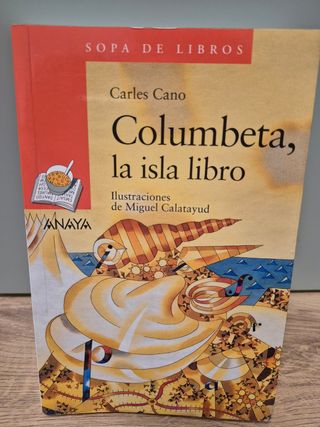 SOPA DE LIBROS
Carles Cano
Columbeta,
la isla libro
Ilustraciones
de Miguel Calatayud
ANAYA